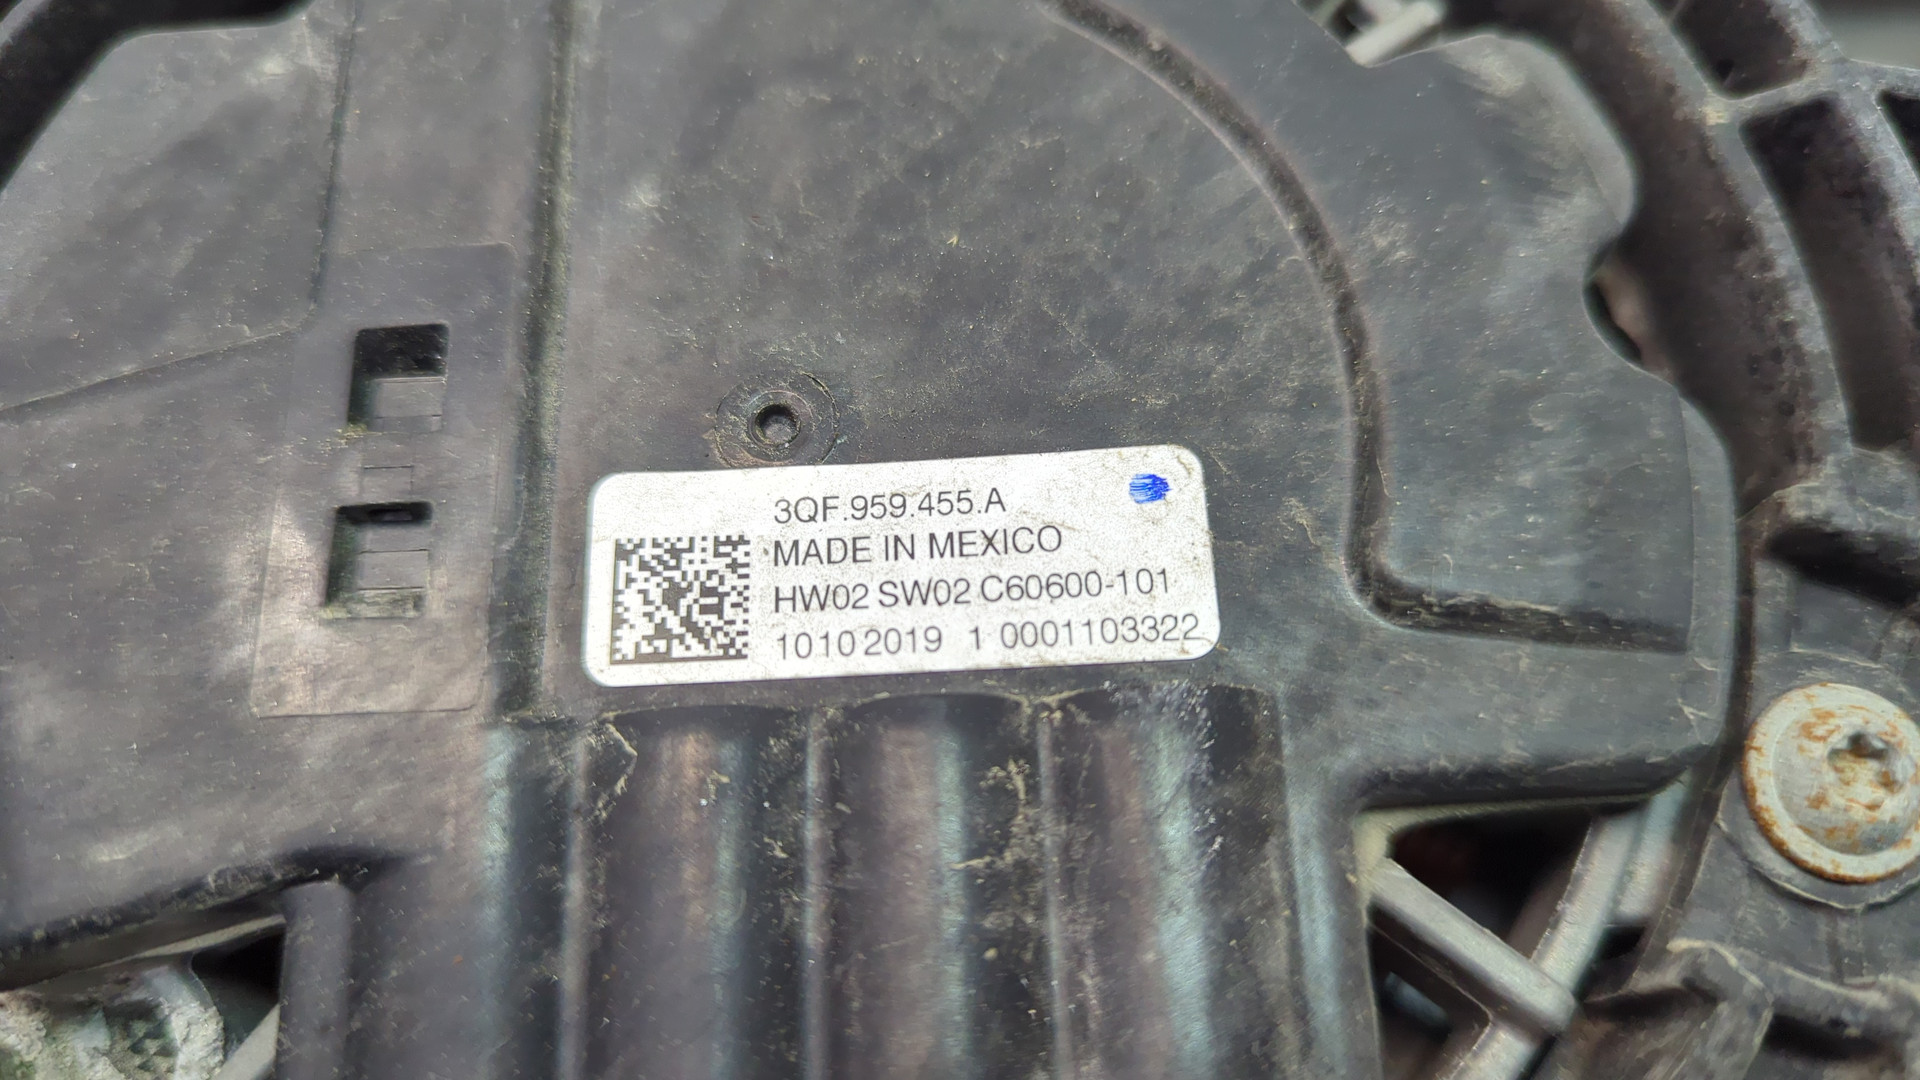 3QF.959.455.A
MADE IN MEXICO
HW02 SW02 C60600-101
10102019 1 0001103322